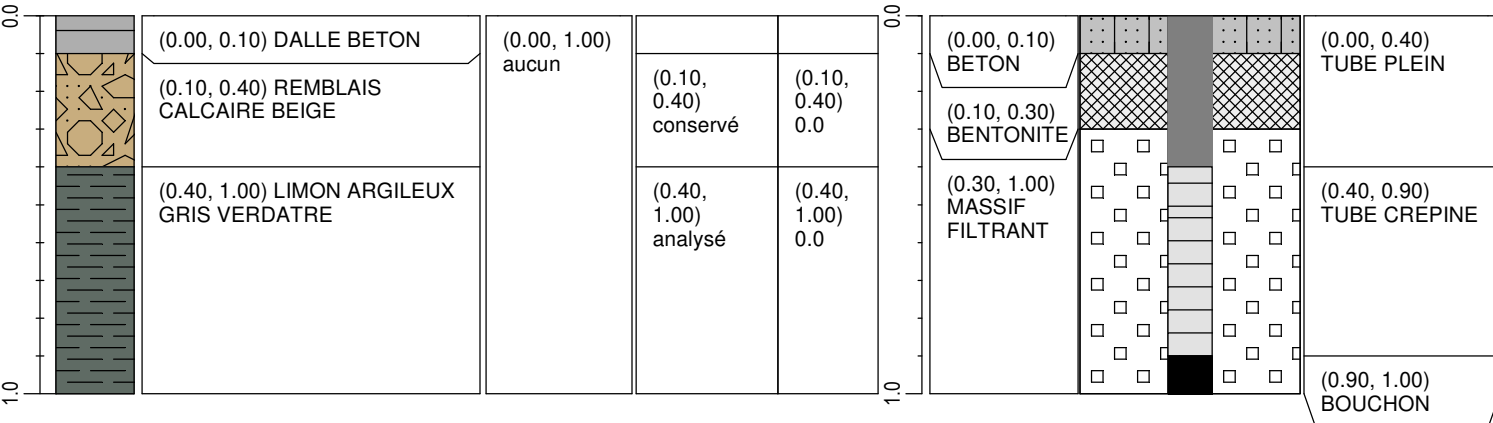 0.0
1.0
(0.00, 0.10) DALLE BETON
(0.10, 0.40) REMBLAIS
CALCAIRE BEIGE
(0.40, 1.00) LIMON ARGILEUX
GRIS VERDATRE
(0.00, 1.00)
aucun
(0.10,
0.40)
conservé
(0.40,
1.00)
analysé
(0.10,
0.40)
0.0
(0.40,
1.00)
0.0
0.0
1.0
(0.00, 0.10)
BETON
(0.10, 0.30)
BENTONITE
(0.30, 1.00)
MASSIF
FILTRANT
(0.00, 0.40)
TUBE PLEIN
(0.40, 0.90)
TUBE CREPINE
(0.90, 1.00)
BOUCHON